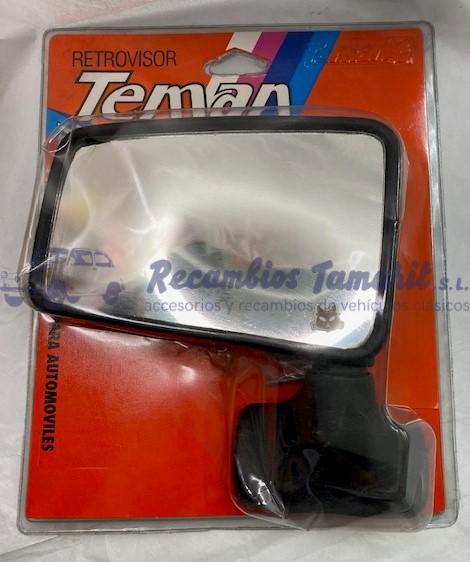 RETROVISOR
Teman
Recambios Tamarit S.L.
accesorios y recambios de vehículos clásicos
PARA AUTOMOVILES